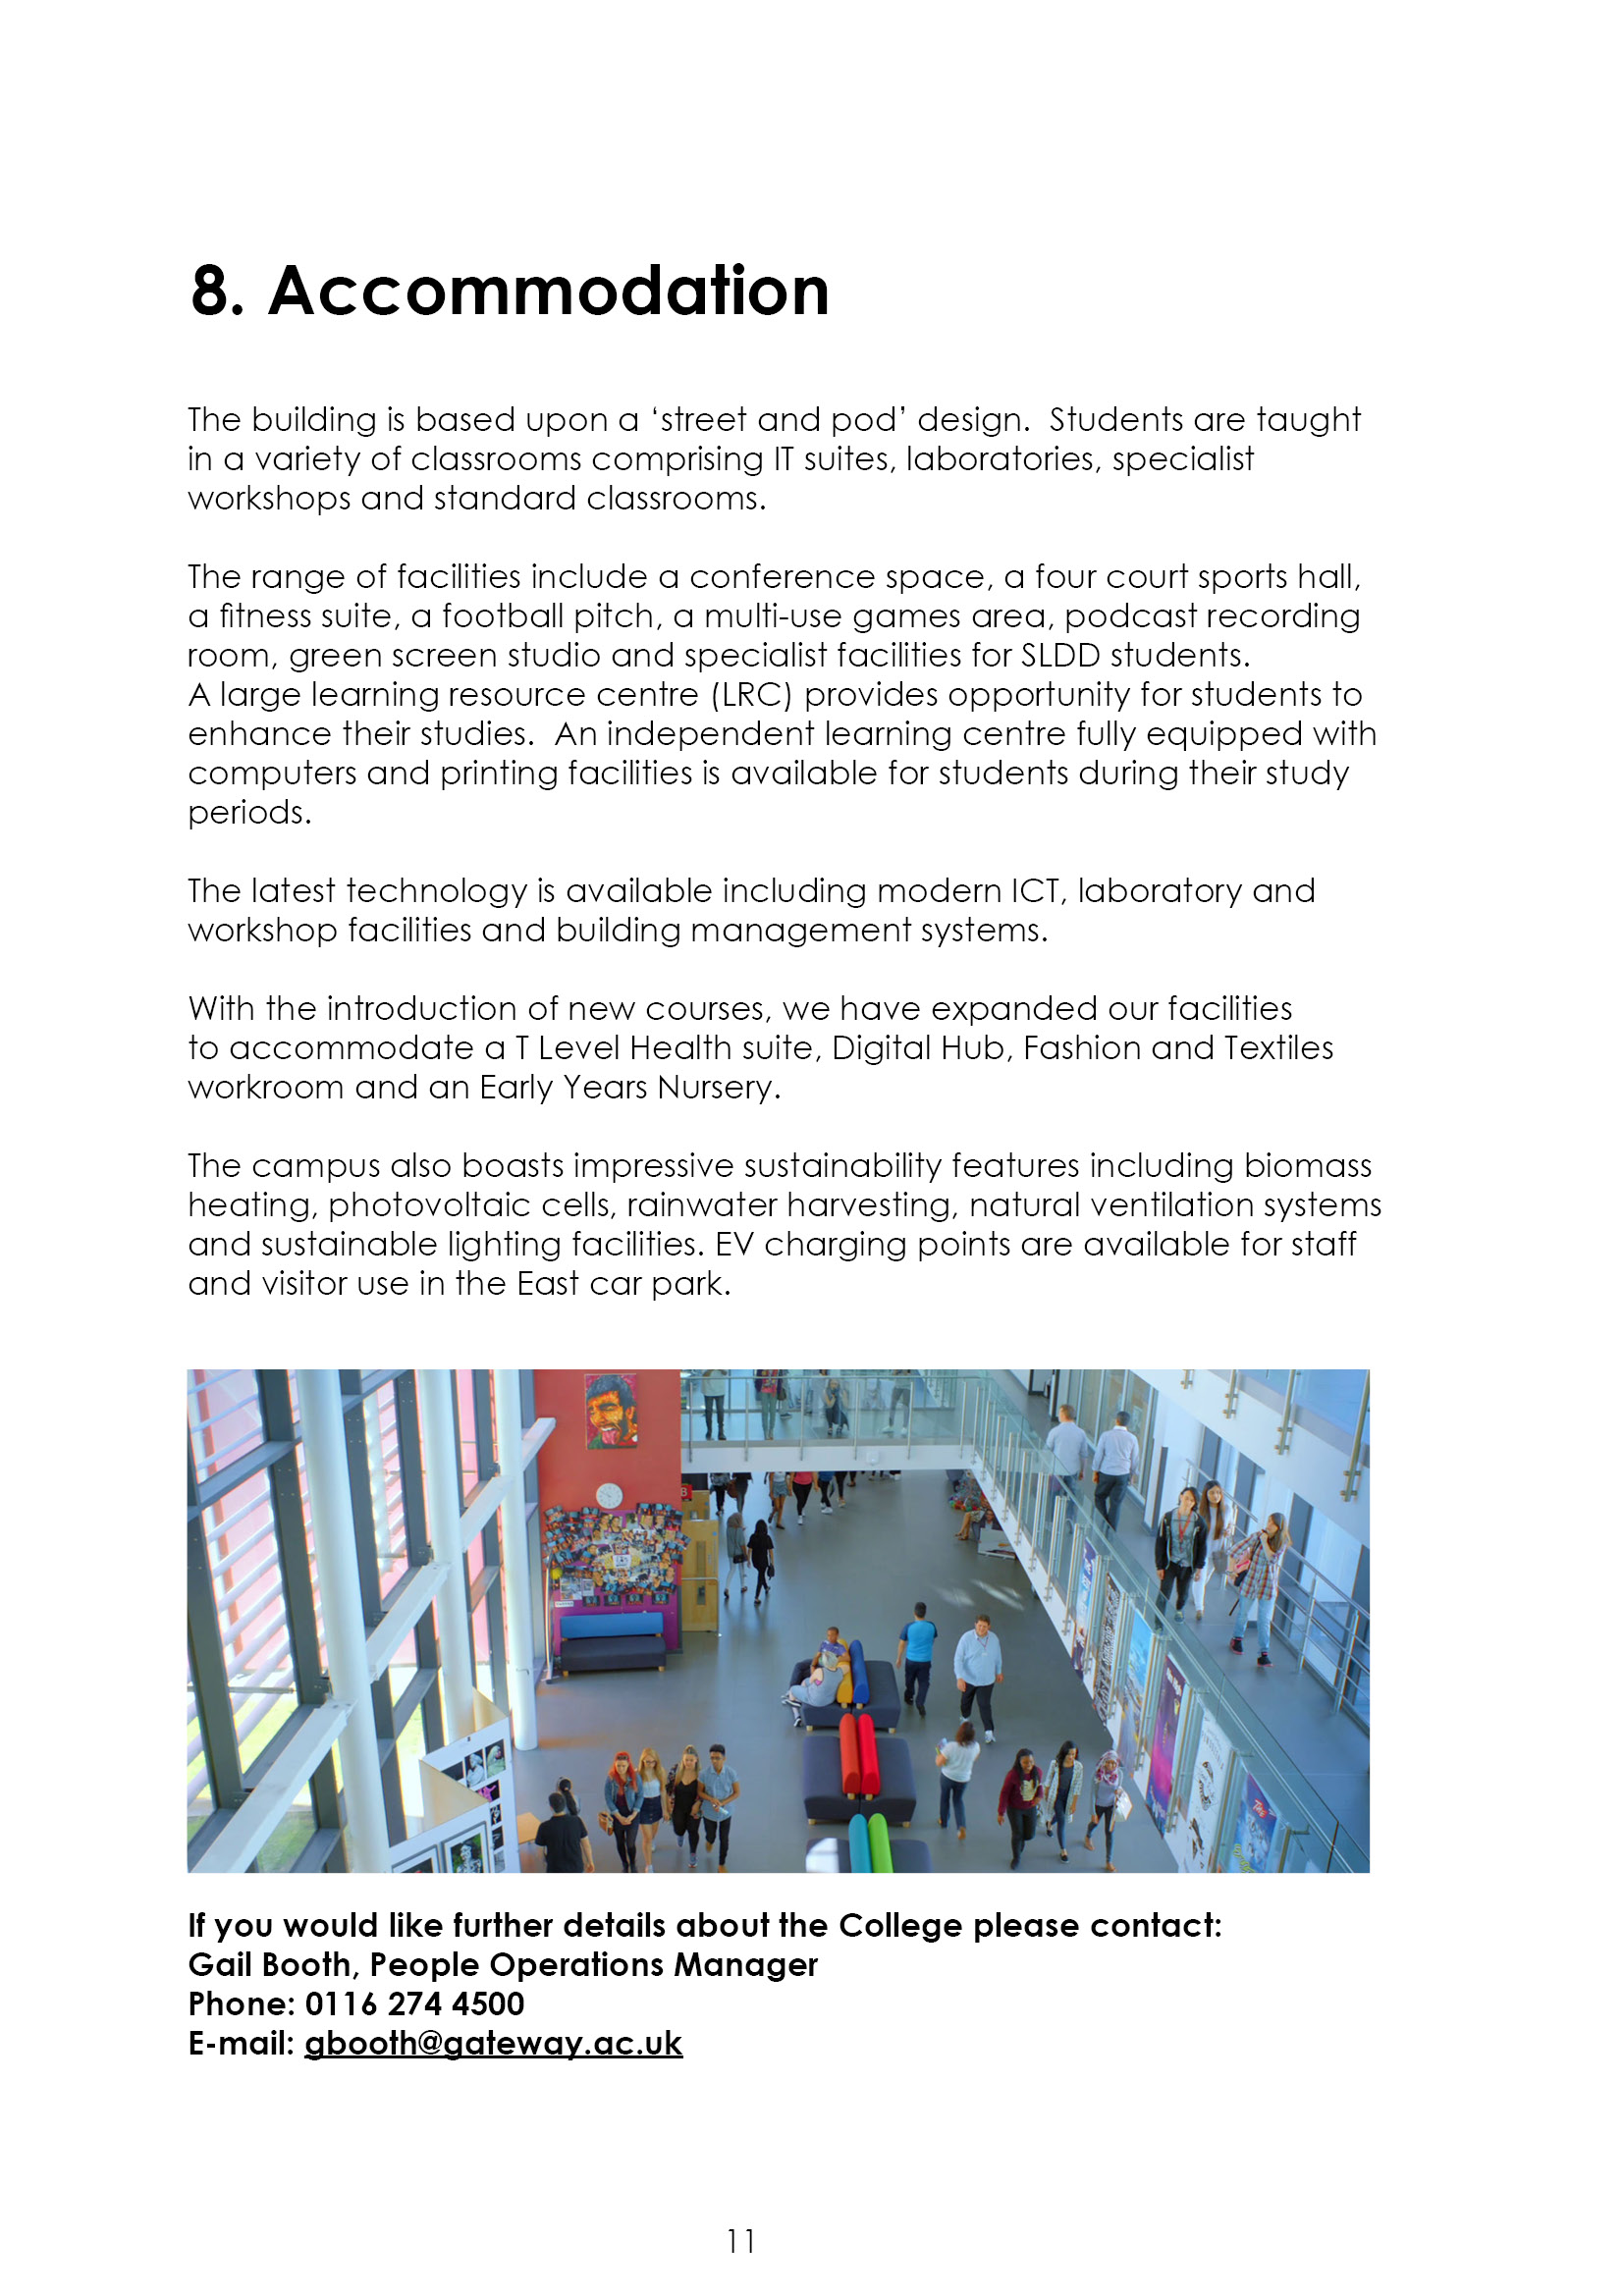 8. Accommodation
The building is based upon a ‘street and pod’ design.  Students are taught
in a variety of classrooms comprising IT suites, laboratories, specialist
workshops and standard classrooms.
The range of facilities include a conference space, a four court sports hall,
a fitness suite, a football pitch, a multi-use games area, podcast recording
room, green screen studio and specialist facilities for SLDD students.
A large learning resource centre (LRC) provides opportunity for students to
enhance their studies.  An independent learning centre fully equipped with
computers and printing facilities is available for students during their study
periods.
The latest technology is available including modern ICT, laboratory and
workshop facilities and building management systems.
With the introduction of new courses, we have expanded our facilities
to accommodate a T Level Health suite, Digital Hub, Fashion and Textiles
workroom and an Early Years Nursery.
The campus also boasts impressive sustainability features including biomass
heating, photovoltaic cells, rainwater harvesting, natural ventilation systems
and sustainable lighting facilities. EV charging points are available for staff
and visitor use in the East car park.
B
If you would like further details about the College please contact:
Gail Booth, People Operations Manager
Phone: 0116 274 4500
E-mail: gbooth@gateway.ac.uk
11